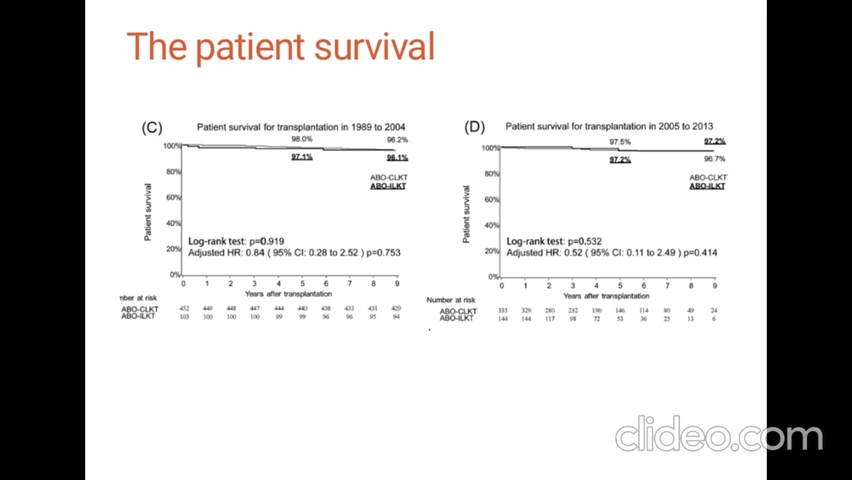 The patient survival
(C)
Patient survival for transplantation in 1989 to 2004
98.0%
96.2%
97.1%
96.1%
ABO-CLKT
ABO-ILKT
Patient survival
100%
80%
60%
40%
20%
0%
Log-rank test: p=0.919
Adjusted HR: 0.84 ( 95% CI: 0.28 to 2.52 ) p=0.753
0 1 2 3 4 5 6 7 8 9
Years after transplantation
mber at risk
ABO-CLKT 452 449 448 447 444 440 438 433 431 429
ABO-ILKT 105 100 100 100 99 99 96 96 95 94
(D)
Patient survival for transplantation in 2005 to 2013
97.5%
97.2%
97.2%
96.7%
ABO-CLKT
ABO-ILKT
Patient survival
100%
80%
60%
40%
20%
0%
Log-rank test: p=0.532
Adjusted HR: 0.52 ( 95% CI: 0.11 to 2.49 ) p=0.414
0 1 2 3 4 5 6 7 8 9
Years after transplantation
Number at risk
ABO-CLKT 333 329 280 232 190 146 114 80 49 24
ABO-ILKT 144 144 117 98 72 53 36 25 13 6
clideo.com